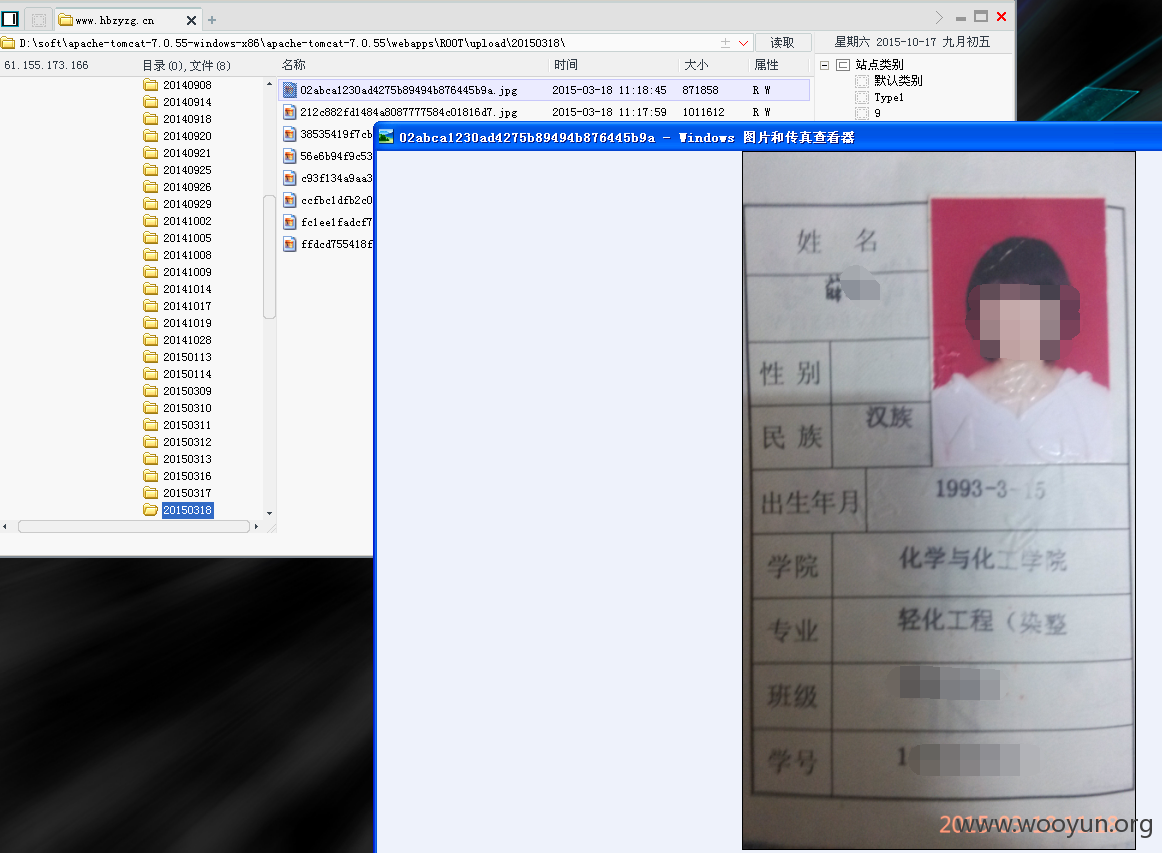 www.hbzyzg.cn
D:\soft\apache-tomcat-7.0.55-windows-x86\apache-tomcat-7.0.55\webapps\ROOT\upload\20150318\
读取
星期六 2015-10-17 九月初五
61.155.173.166
目录(0),文件(8)
名称
时间
大小
属性
站点类别
默认类别
Type1
9
20140908
20140914
20140918
20140920
20140921
20140925
20140926
20140929
20141002
20141005
20141008
20141009
20141014
20141017
20141019
20141028
20150113
20150114
20150309
20150310
20150311
20150312
20150313
20150316
20150317
20150318
02abca1230ad4275b89494b876445b9a.jpg 2015-03-18 11:18:45 871858 R W
212c882fd1484a8087777584c01816d7.jpg 2015-03-18 11:17:59 1011612 R W
38535419f7cb
56e6b94f9c53
c93f134a9aa3
ccfbc1dfb2c0
fc1ee1fadcf7
ffdcd755418f
02abca1230ad4275b89494b876445b9a - Windows 图片和传真查看器
姓 名
性 别
民 族 汉族
出生年月 1993-3-15
学院 化学与化工学院
专业 轻化工程（染整
班级
学号 1
www.wooyun.org